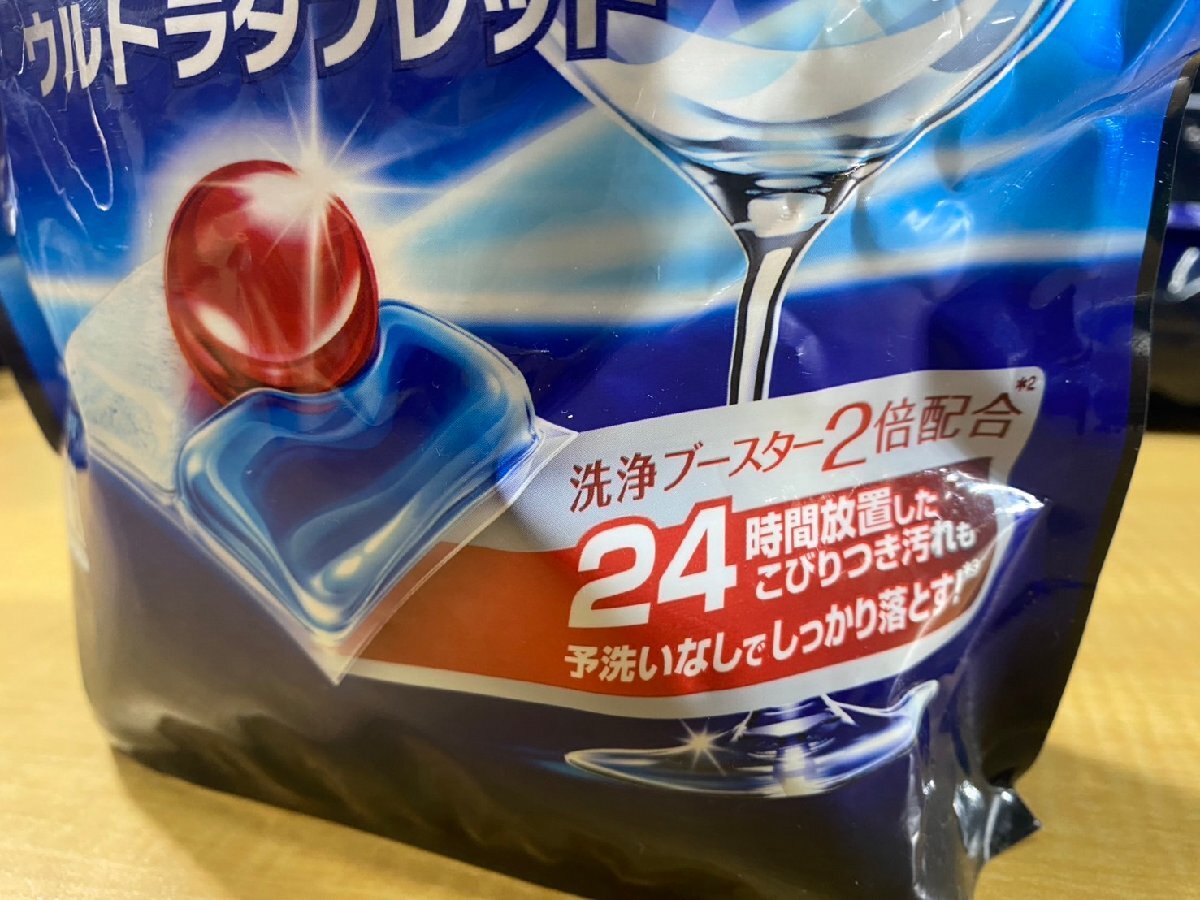 ウルトラタブレット
洗浄ブースター2倍配合*2
24時間放置した
こびりつき汚れも
予洗いなしでしっかり落とす!*3